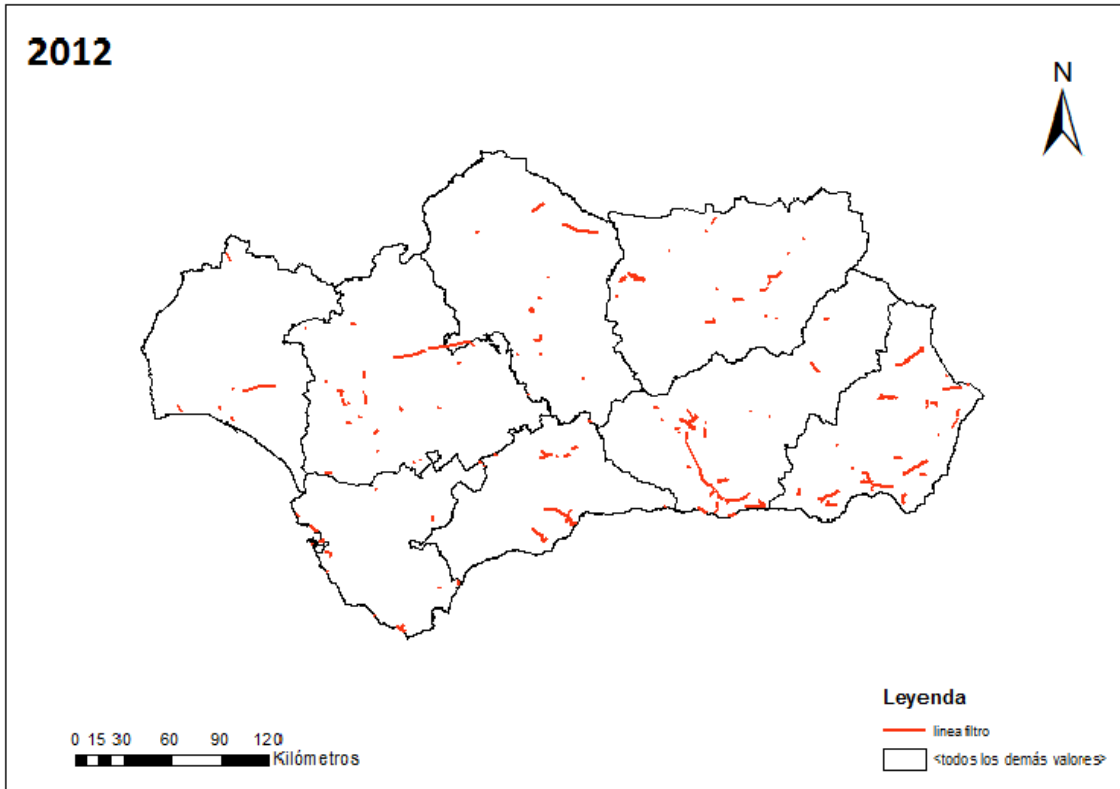 2012
N
Leyenda
linea filtro
<todos los demás valores>
0 15 30 60 90 120
Kilómetros